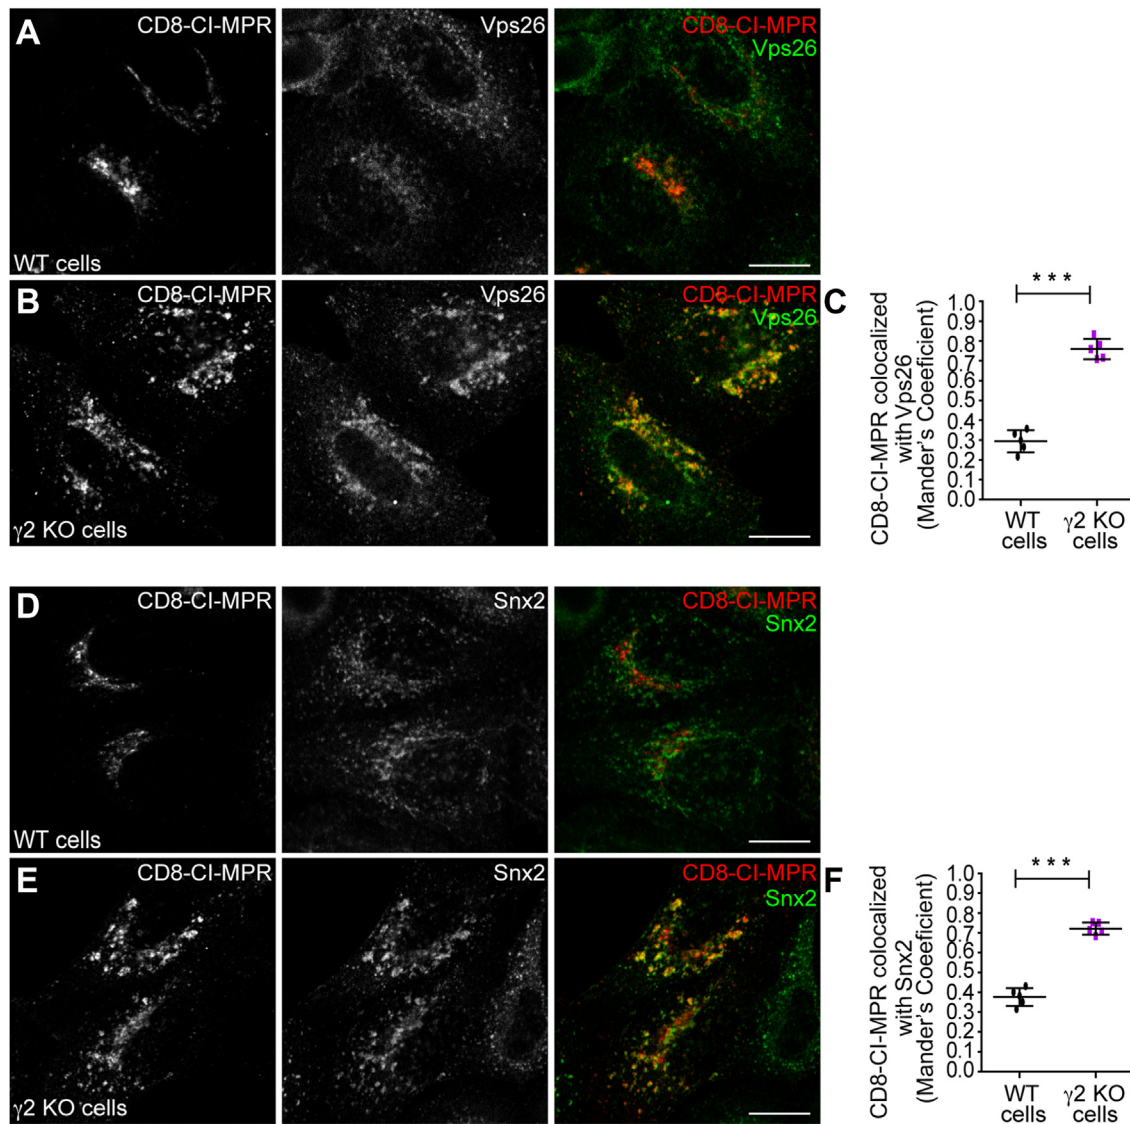 A
CD8-CI-MPR
Vps26
CD8-CI-MPR
Vps26
WT cells
B
CD8-CI-MPR
Vps26
CD8-CI-MPR
Vps26
γ2 KO cells
C
* * *
CD8-CI-MPR colocalized
with Vps26
(Mander's Coeeficient)
1.0
0.9
0.8
0.7
0.6
0.5
0.4
0.3
0.2
0.1
0.0
WT
cells
γ2 KO
cells
D
CD8-CI-MPR
Snx2
CD8-CI-MPR
Snx2
WT cells
E
CD8-CI-MPR
Snx2
CD8-CI-MPR
Snx2
γ2 KO cells
F
* * *
CD8-CI-MPR colocalized
with Snx2
(Mander's Coeeficient)
1.0
0.9
0.8
0.7
0.6
0.5
0.4
0.3
0.2
0.1
0.0
WT
cells
γ2 KO
cells